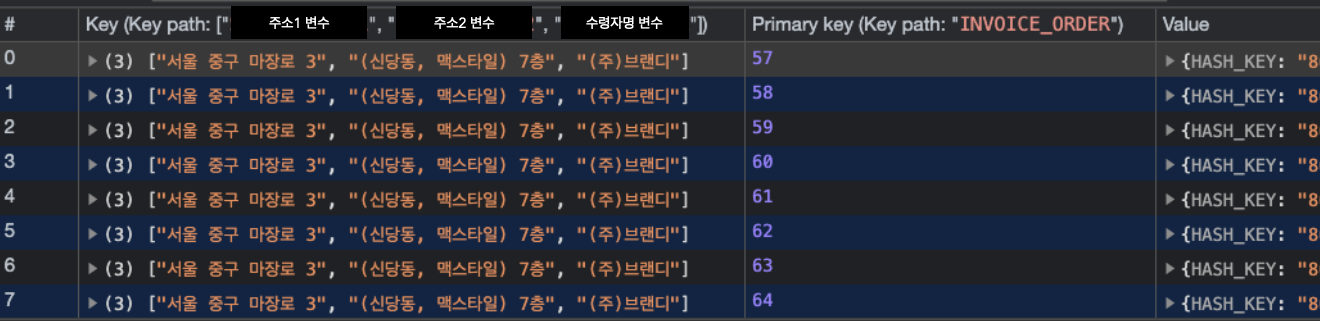 # Key (Key path: ["주소1 변수", "주소2 변수", "수령자명 변수"]) Primary key (Key path: "INVOICE_ORDER") Value
0 ▶(3) ["서울 중구 마장로 3", "(신당동, 맥스타일) 7층", "(주)브랜디"] 57 ▶{HASH_KEY: "8
1 ▶(3) ["서울 중구 마장로 3", "(신당동, 맥스타일) 7층", "(주)브랜디"] 58 ▶{HASH_KEY: "8
2 ▶(3) ["서울 중구 마장로 3", "(신당동, 맥스타일) 7층", "(주)브랜디"] 59 ▶{HASH_KEY: "8
3 ▶(3) ["서울 중구 마장로 3", "(신당동, 맥스타일) 7층", "(주)브랜디"] 60 ▶{HASH_KEY: "8
4 ▶(3) ["서울 중구 마장로 3", "(신당동, 맥스타일) 7층", "(주)브랜디"] 61 ▶{HASH_KEY: "8
5 ▶(3) ["서울 중구 마장로 3", "(신당동, 맥스타일) 7층", "(주)브랜디"] 62 ▶{HASH_KEY: "8
6 ▶(3) ["서울 중구 마장로 3", "(신당동, 맥스타일) 7층", "(주)브랜디"] 63 ▶{HASH_KEY: "8
7 ▶(3) ["서울 중구 마장로 3", "(신당동, 맥스타일) 7층", "(주)브랜디"] 64 ▶{HASH_KEY: "8